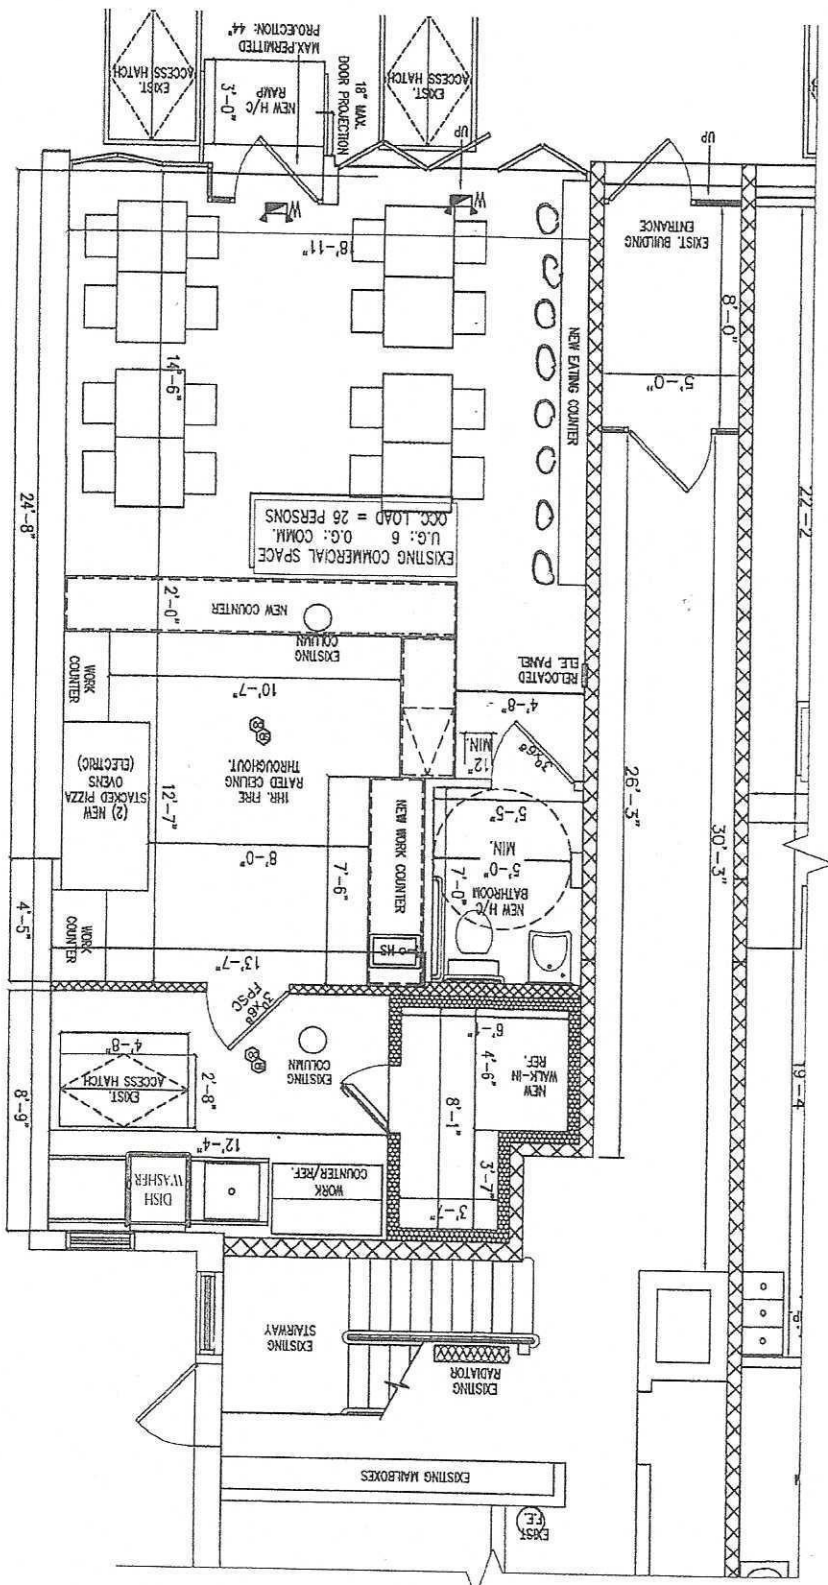 EXIST F.E.
EXISTING MAILBOXES
EXISTING
RADIATOR
EXISTING
STAIRWAY
DISH
WASHER
WORK
COUNTER/REF.
3'-7"
3'-7"
12'-4"
8'-9"
8'-1"
4'-6"
6'-1"
NEW
WALK-IN
REF.
EXISTING
COLUMN
2'-8"
4'-8"
EXIST.
ACCESS HATCH
3⁰x6⁸
FPSC
13'-7"
HS
WORK
COUNTER
4'-5"
NEW H/C
BATHROOM
7'-0"
5'-0"
MIN.
5'-5"
NEW WORK COUNTER
7'-6"
8'-0"
12'-7"
(2) NEW
STACKED PIZZA
OVENS
(ELECTRIC)
1HR. FIRE
RATED CEILING
THROUGHOUT.
12"
MIN.
3⁰x6⁸
4'-8"
10'-7"
WORK
COUNTER
RELOCATED
ELE. PANEL
EXISTING
COLUMN
NEW COUNTER
2'-0"
EXISTING COMMERCIAL SPACE
U.G.: 6 O.G.: COMM.
OCC. LOAD = 26 PERSONS
24'-8"
14'-6"
26'-3"
30'-3"
19'-4
22'-2
NEW EATING COUNTER
5'-0"
8'-0"
EXIST. BUILDING
ENTRANCE
18'-11"
W
W
UP
UP
18" MAX.
DOOR PROJECTION
NEW H/C
RAMP
3'-0"
MAX.PERMITTED
PROJECTION: 44"
EXIST.
ACCESS HATCH
EXIST.
ACCESS HATCH